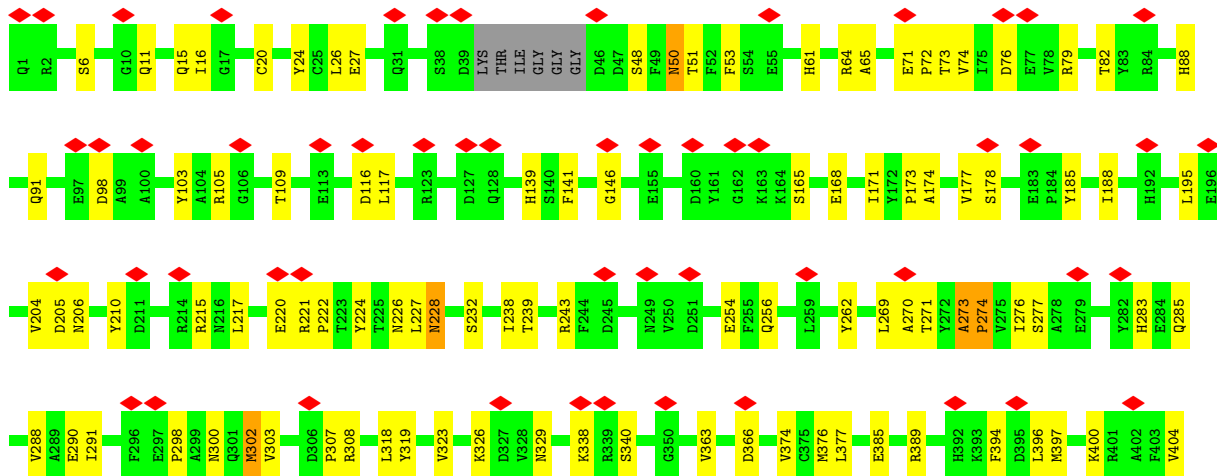 Q1 R2 G10 Q31 S38 D39 LYS THR ILE GLY GLY GLY D46 D47 S48 F49 N50 T51 F52 F53 S54 E55 H61 R64 A65 E71 P72 T73 V74 I75 D76 E77 V78 R79 T82 Y83 R84 H88
S6 Q11 Q15 I16 G17 C20 Y24 C25 L26 E27
Q91 E97 D98 A99 A100 Y103 A104 R105 G106 T109 E113 D116 L117 R123 D127 Q128 H139 S140 F141 G146 E155 D160 Y161 G162 K163 K164 S165 E168 I171 Y172 P173 A174 V177 S178 E183 P184 Y185 I188 H192 L195 E196
V204 D205 N206 Y210 D211 R214 R215 N216 L217 E220 R221 P222 T223 Y224 T225 N226 L227 N228 S232 I238 T239 R243 F244 D245 N249 V250 D251 E254 F255 Q256 L259 Y262 L269 A270 T271 Y272 A273 P274 V275 I276 S277 A278 E279 Y282 H283 E284 Q285
V288 A289 E290 I291 F296 E297 P298 A299 N300 Q301 M302 V303 D306 P307 R308 L318 Y319 V323 K326 D327 V328 N329 K338 R339 S340 G350 V363 D366 V374 C375 M376 L377 E385 R389 H392 K393 F394 D395 L396 M397 K400 R401 A402 F403 V404